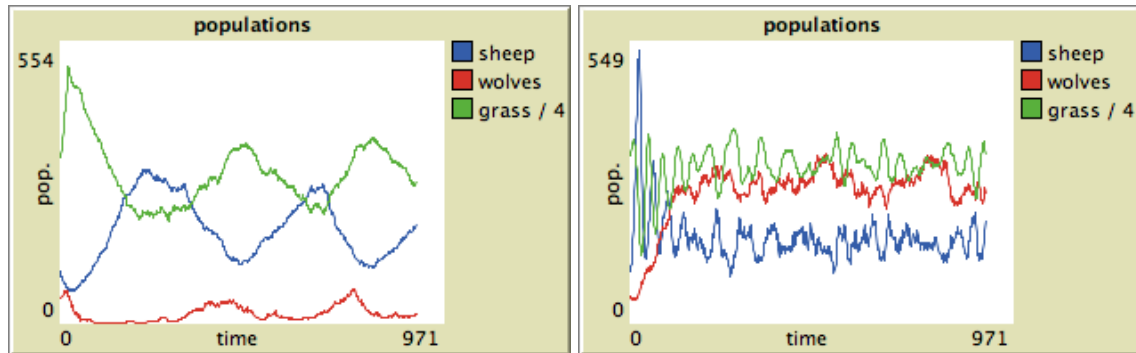 populations
554
pop.
0
0 time 971
sheep
wolves
grass / 4
populations
549
pop.
0
0 time 971
sheep
wolves
grass / 4